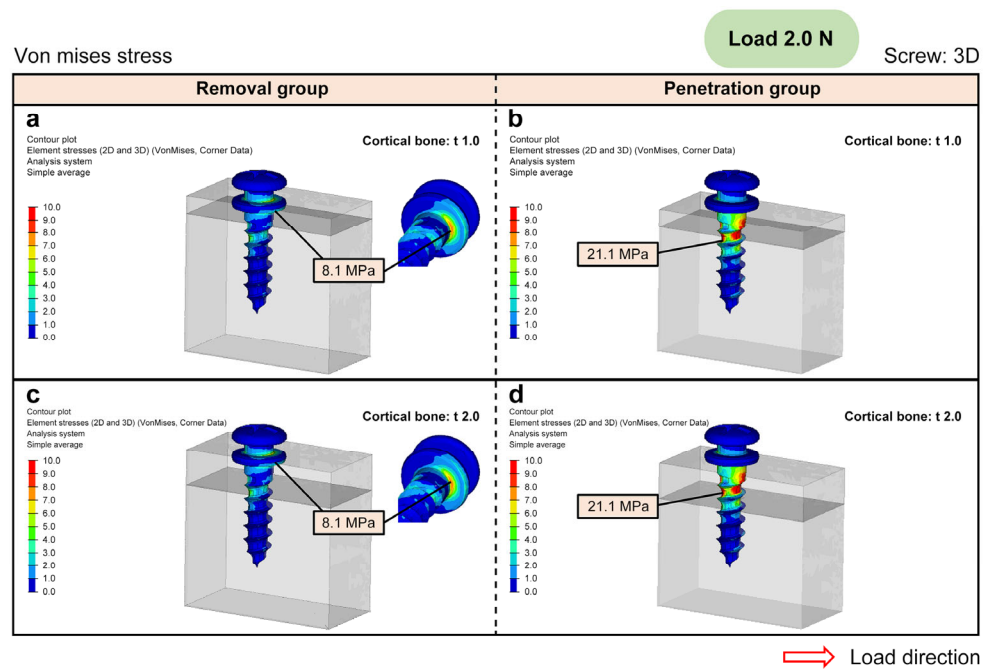 Load 2.0 N
Von mises stress
Screw: 3D
Removal group
Penetration group
a
Contour plot
Element stresses (2D and 3D) (VonMises, Corner Data)
Analysis system
Simple average
Cortical bone: t 1.0
10.0
9.0
8.0
7.0
6.0
5.0
4.0
3.0
2.0
1.0
0.0
8.1 MPa
b
Contour plot
Element stresses (2D and 3D) (VonMises, Corner Data)
Analysis system
Simple average
Cortical bone: t 1.0
10.0
9.0
8.0
7.0
6.0
5.0
4.0
3.0
2.0
1.0
0.0
21.1 MPa
c
Contour plot
Element stresses (2D and 3D) (VonMises, Corner Data)
Analysis system
Simple average
Cortical bone: t 2.0
10.0
9.0
8.0
7.0
6.0
5.0
4.0
3.0
2.0
1.0
0.0
8.1 MPa
d
Contour plot
Element stresses (2D and 3D) (VonMises, Corner Data)
Analysis system
Simple average
Cortical bone: t 2.0
10.0
9.0
8.0
7.0
6.0
5.0
4.0
3.0
2.0
1.0
0.0
21.1 MPa
Load direction